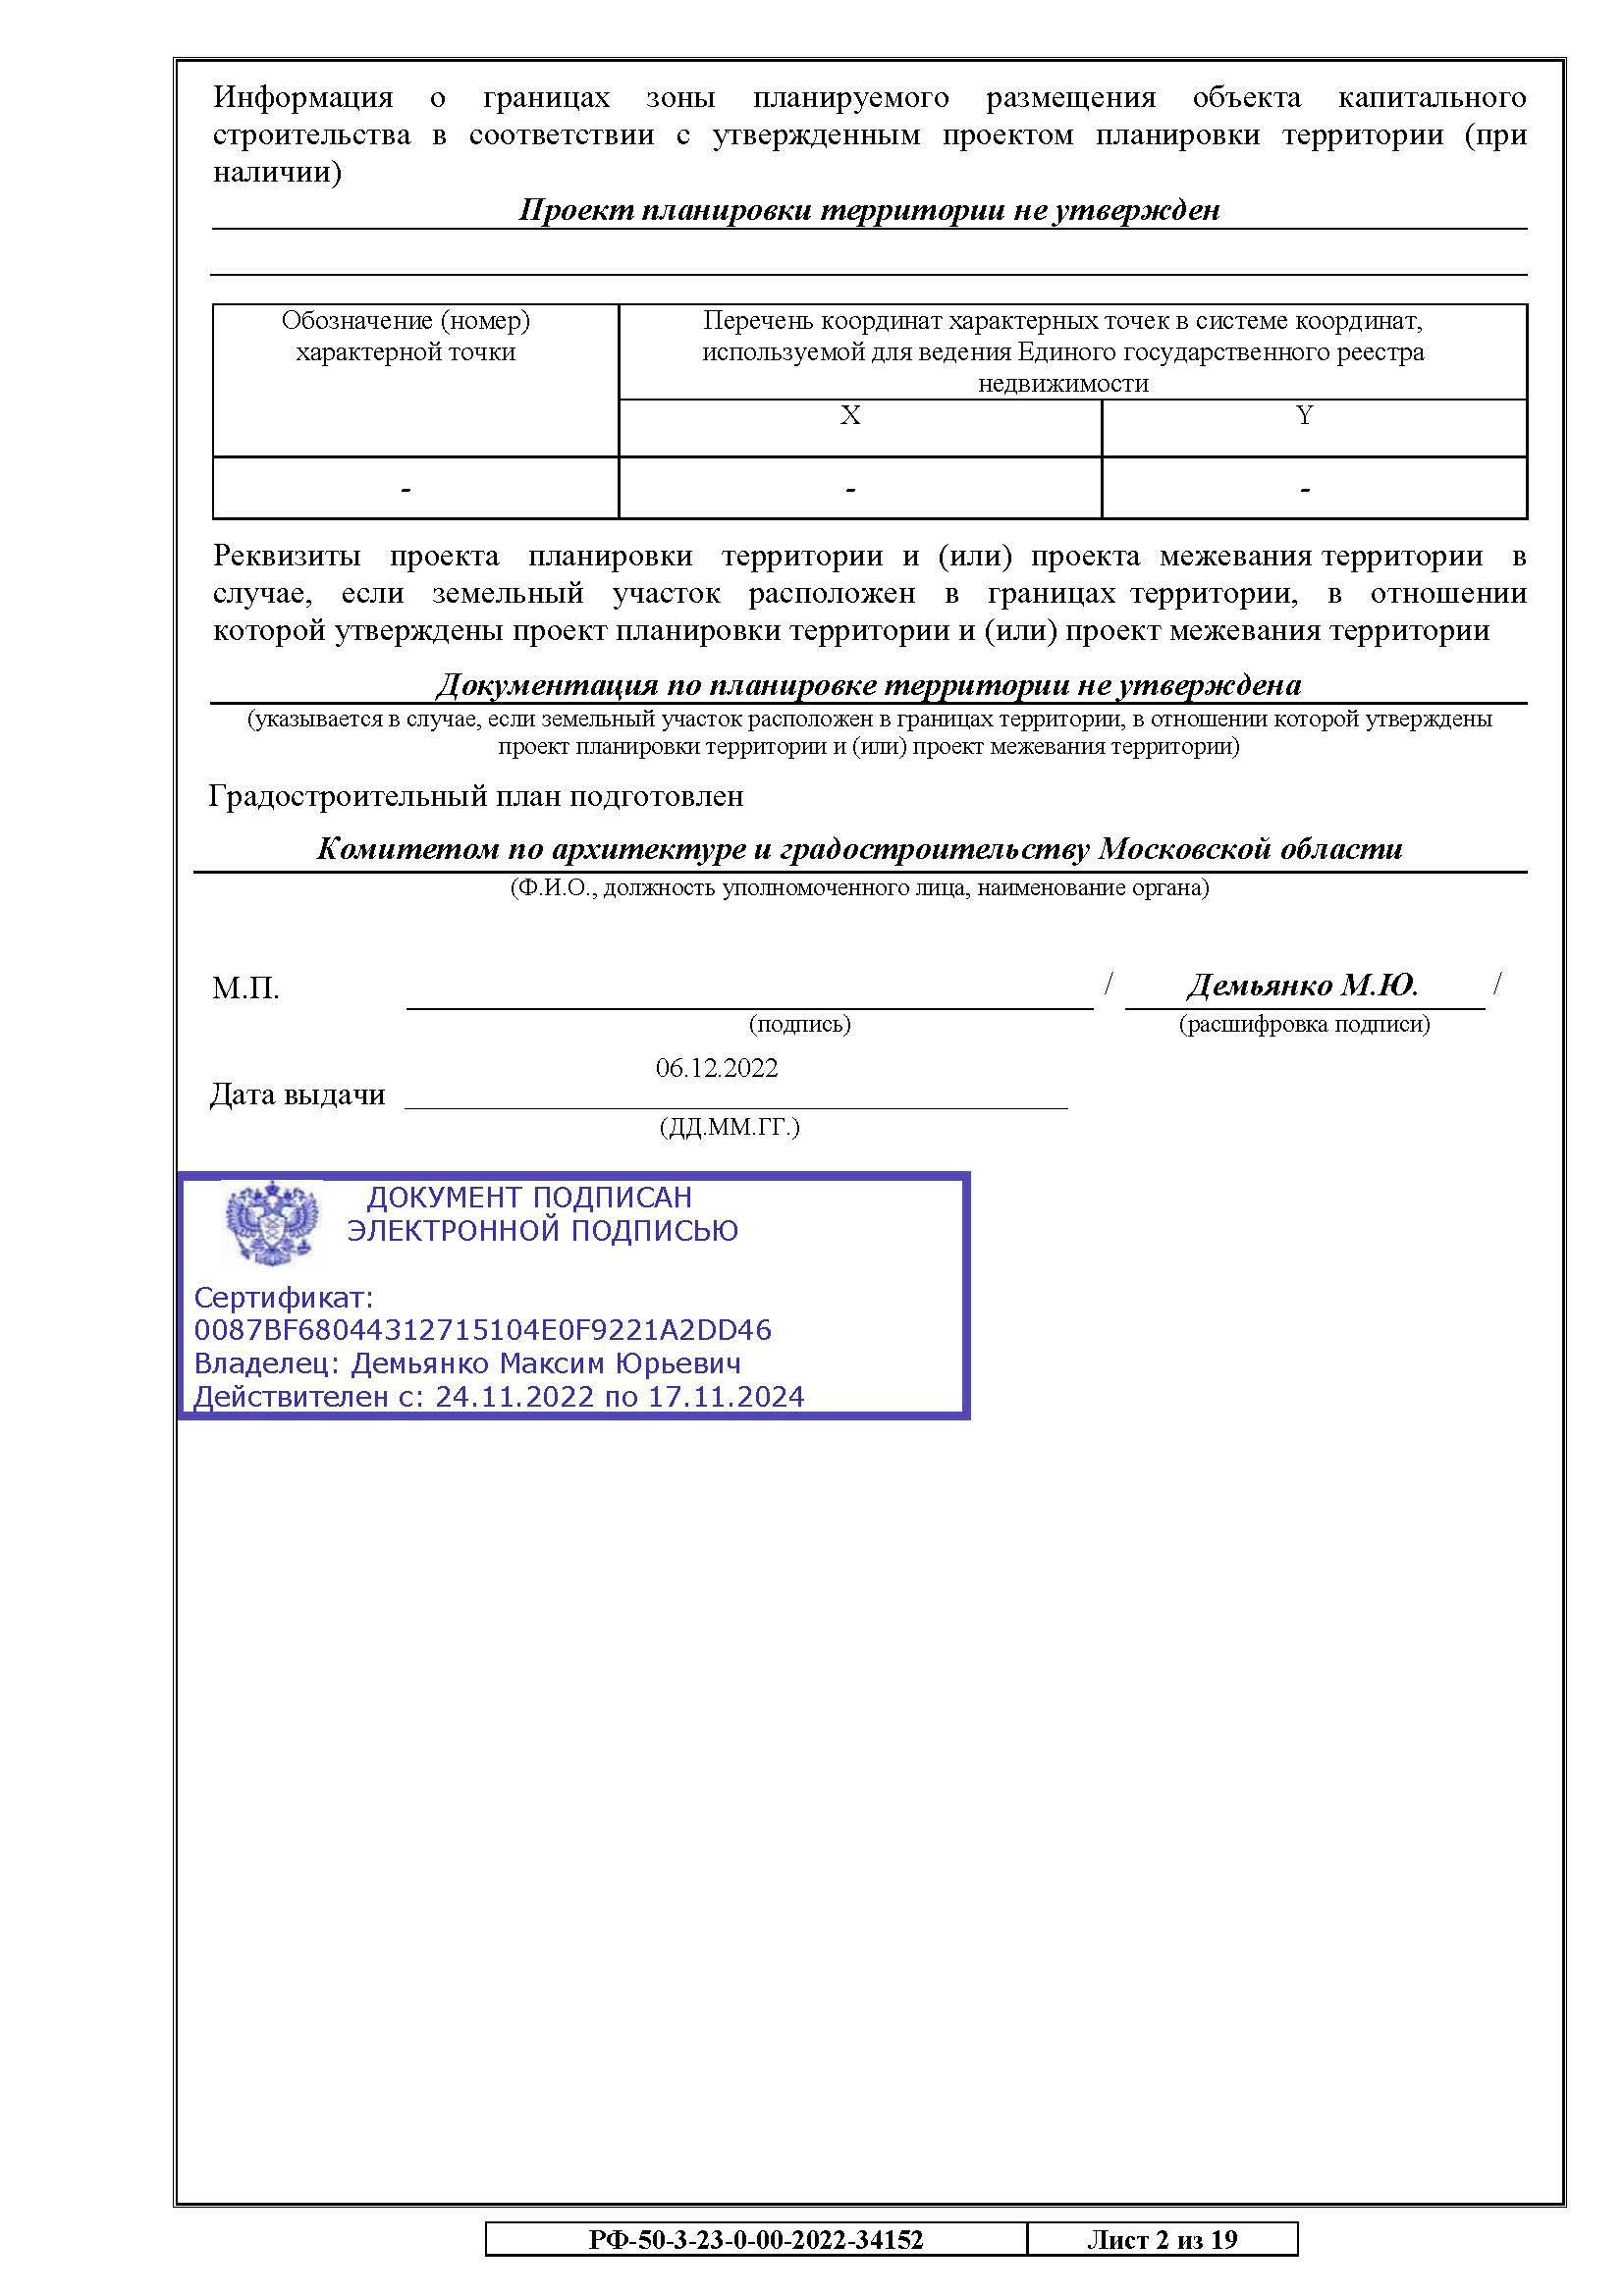 Информация о границах зоны планируемого размещения объекта капитального
строительства в соответствии с утвержденным проектом планировки территории (при
наличии)
Проект планировки территории не утвержден
Обозначение (номер)
характерной точки
Перечень координат характерных точек в системе координат,
используемой для ведения Единого государственного реестра
недвижимости
X
Y
-
-
-
Реквизиты проекта планировки территории и (или) проекта межевания территории в
случае, если земельный участок расположен в границах территории, в отношении
которой утверждены проект планировки территории и (или) проект межевания территории
Документация по планировке территории не утверждена
(указывается в случае, если земельный участок расположен в границах территории, в отношении которой утверждены
проект планировки территории и (или) проект межевания территории)
Градостроительный план подготовлен
Комитетом по архитектуре и градостроительству Московской области
(Ф.И.О., должность уполномоченного лица, наименование органа)
М.П. / Демьянко М.Ю. /
(подпись) (расшифровка подписи)
06.12.2022
Дата выдачи
(ДД.ММ.ГГ.)
ДОКУМЕНТ ПОДПИСАН
ЭЛЕКТРОННОЙ ПОДПИСЬЮ
Сертификат:
0087BF68044312715104E0F9221A2DD46
Владелец: Демьянко Максим Юрьевич
Действителен с: 24.11.2022 по 17.11.2024
РФ-50-3-23-0-00-2022-34152 Лист 2 из 19